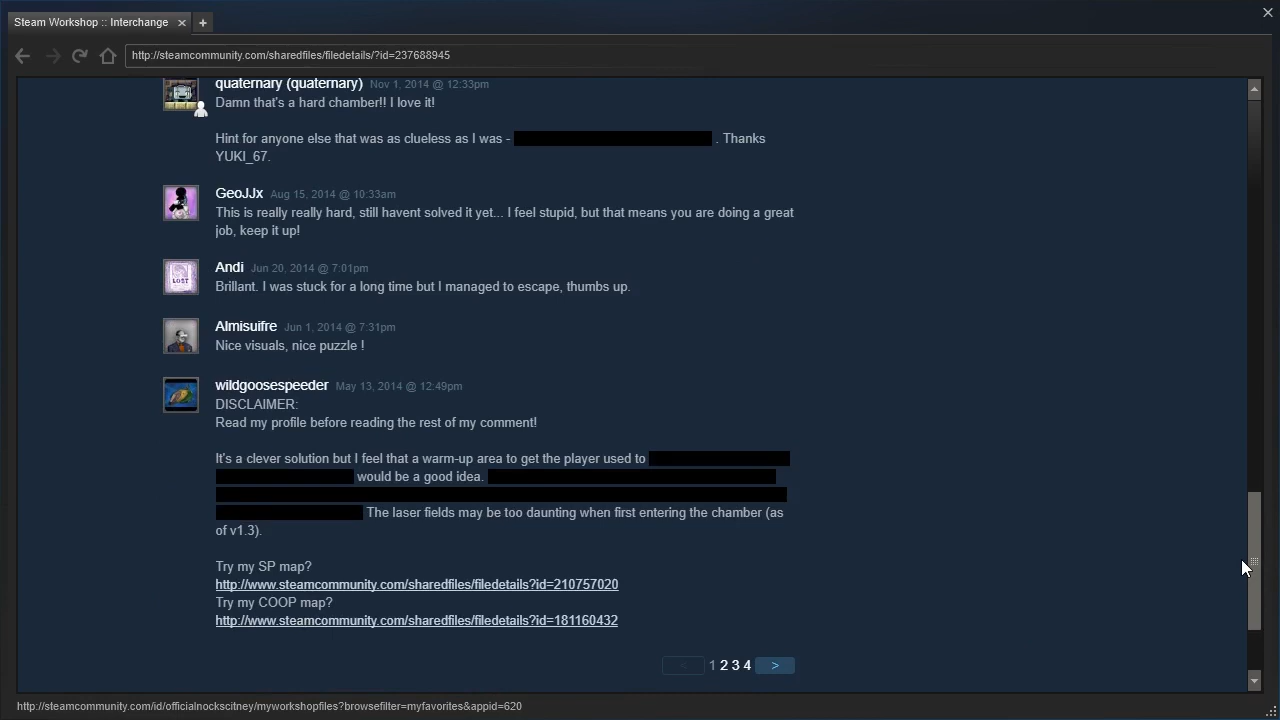 Steam Workshop :: Interchange
http://steamcommunity.com/sharedfiles/filedetails/?id=237688945
quaternary (quaternary) Nov 1, 2014 @ 12:33pm
Damn that's a hard chamber!! I love it!
Hint for anyone else that was as clueless as I was - . Thanks
YUKI_67.
GeoJJx Aug 15, 2014 @ 10:33am
This is really really hard, still havent solved it yet... I feel stupid, but that means you are doing a great
job, keep it up!
LOST
Andi Jun 20, 2014 @ 7:01pm
Brillant. I was stuck for a long time but I managed to escape, thumbs up.
Almisuifre Jun 1, 2014 @ 7:31pm
Nice visuals, nice puzzle !
wildgoosespeeder May 13, 2014 @ 12:49pm
DISCLAIMER:
Read my profile before reading the rest of my comment!
It's a clever solution but I feel that a warm-up area to get the player used to
would be a good idea.
The laser fields may be too daunting when first entering the chamber (as
of v1.3).
Try my SP map?
http://www.steamcommunity.com/sharedfiles/filedetails?id=210757020
Try my COOP map?
http://www.steamcommunity.com/sharedfiles/filedetails?id=181160432
< 1 2 3 4 >
http://steamcommunity.com/id/officialnockscitney/myworkshopfiles?browsefilter=myfavorites&appid=620